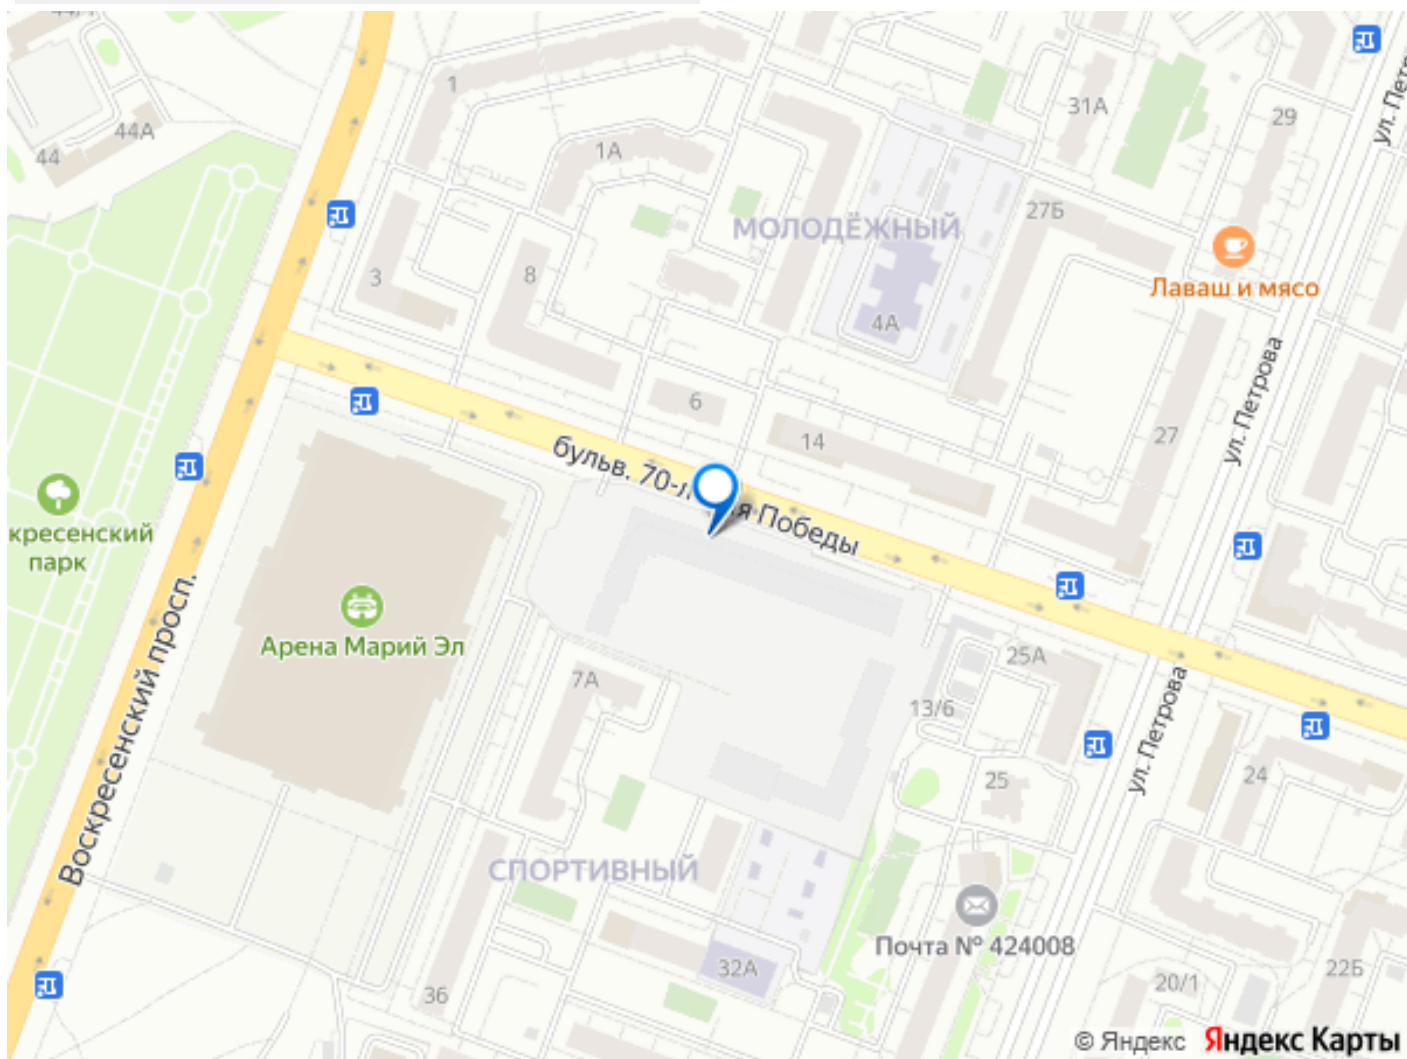 44А
44
1
1А
31А
29
ул. Петрова
27Б
МОЛОДЁЖНЫЙ
4А
Лаваш и мясо
3
8
6
14
27
ул. Петрова
бульв. 70-л
я Победы
кресенский
парк
Арена Марий Эл
Воскресенский просп.
7А
25А
13/6
25
ул. Петрова
24
СПОРТИВНЫЙ
Почта № 424008
32А
36
20/1
22Б
© Яндекс Яндекс Карты